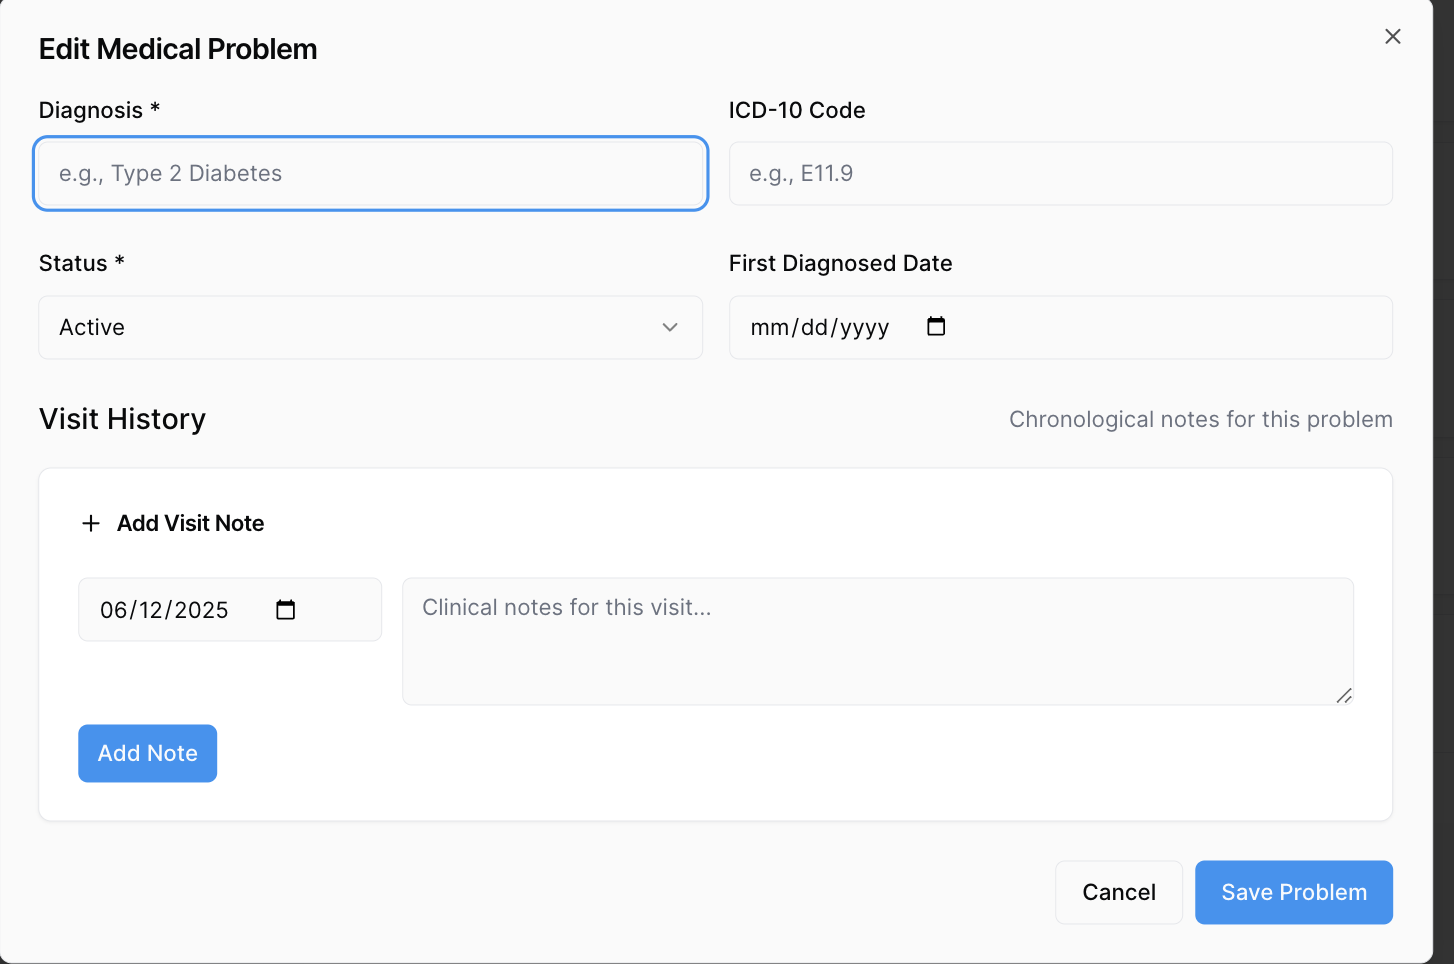 Edit Medical Problem
Diagnosis *
ICD-10 Code
e.g., Type 2 Diabetes
e.g., E11.9
Status *
First Diagnosed Date
Active
mm/dd/yyyy
Visit History
Chronological notes for this problem
Add Visit Note
06/12/2025
Clinical notes for this visit...
Add Note
Cancel
Save Problem